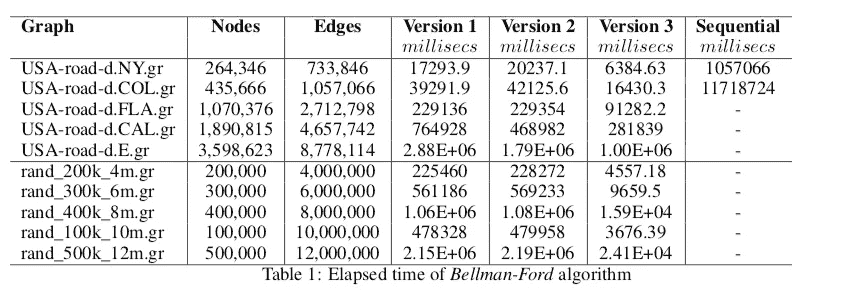 Graph Nodes Edges Version 1 Version 2 Version 3 Sequential
millisecs millisecs millisecs millisecs
USA-road-d.NY.gr 264,346 733,846 17293.9 20237.1 6384.63 1057066
USA-road-d.COL.gr 435,666 1,057,066 39291.9 42125.6 16430.3 11718724
USA-road-d.FLA.gr 1,070,376 2,712,798 229136 229354 91282.2 -
USA-road-d.CAL.gr 1,890,815 4,657,742 764928 468982 281839 -
USA-road-d.E.gr 3,598,623 8,778,114 2.88E+06 1.79E+06 1.00E+06 -
rand_200k_4m.gr 200,000 4,000,000 225460 228272 4557.18 -
rand_300k_6m.gr 300,000 6,000,000 561186 569233 9659.5 -
rand_400k_8m.gr 400,000 8,000,000 1.06E+06 1.08E+06 1.59E+04 -
rand_100k_10m.gr 100,000 10,000,000 478328 479958 3676.39 -
rand_500k_12m.gr 500,000 12,000,000 2.15E+06 2.19E+06 2.41E+04 -
Table 1: Elapsed time of Bellman-Ford algorithm